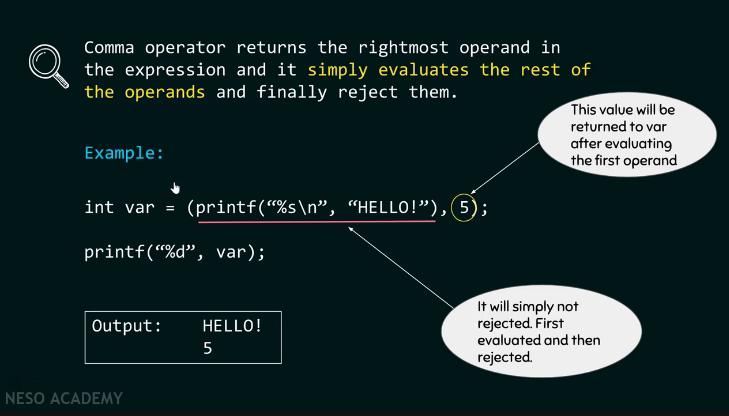 Comma operator returns the rightmost operand in
the expression and it simply evaluates the rest of
the operands and finally reject them.
This value will be
returned to var
after evaluating
the first operand
Example:
int var = (printf(“%s\n”, “HELLO!”), 5);
printf(“%d”, var);
It will simply not
rejected. First
evaluated and then
rejected.
Output: HELLO!
5
NESO ACADEMY